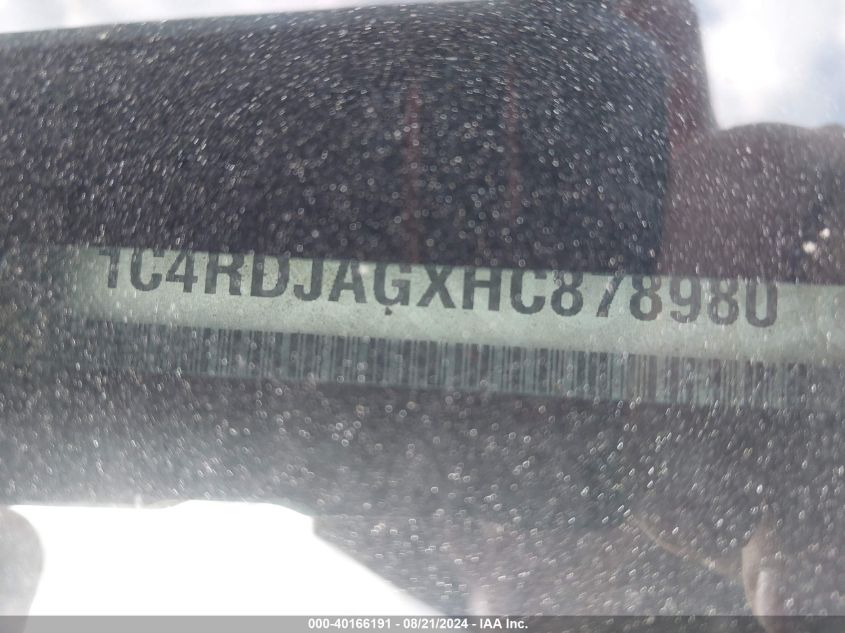 1C4RDJAGXHC878980
000-40166191 - 08/21/2024 - IAA Inc.